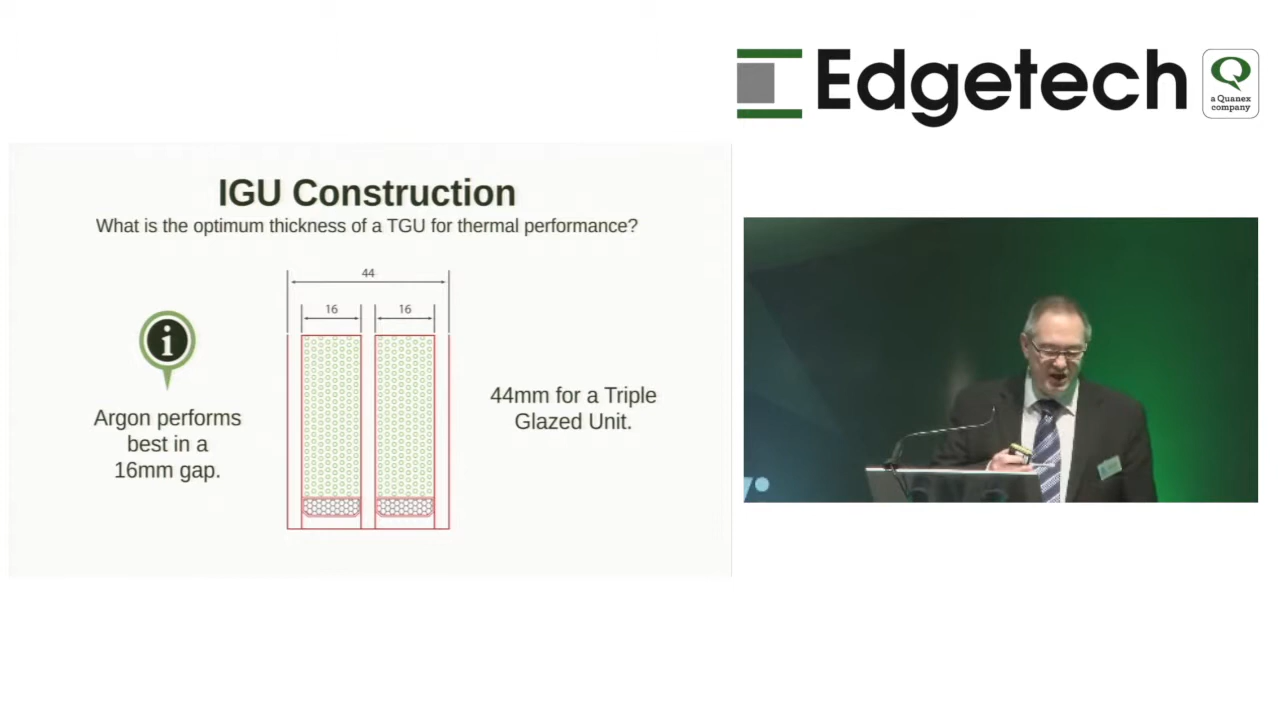 Edgetech
Q
a Quanex
company
IGU Construction
What is the optimum thickness of a TGU for thermal performance?
44
16 16
i
Argon performs
best in a
16mm gap.
44mm for a Triple
Glazed Unit.